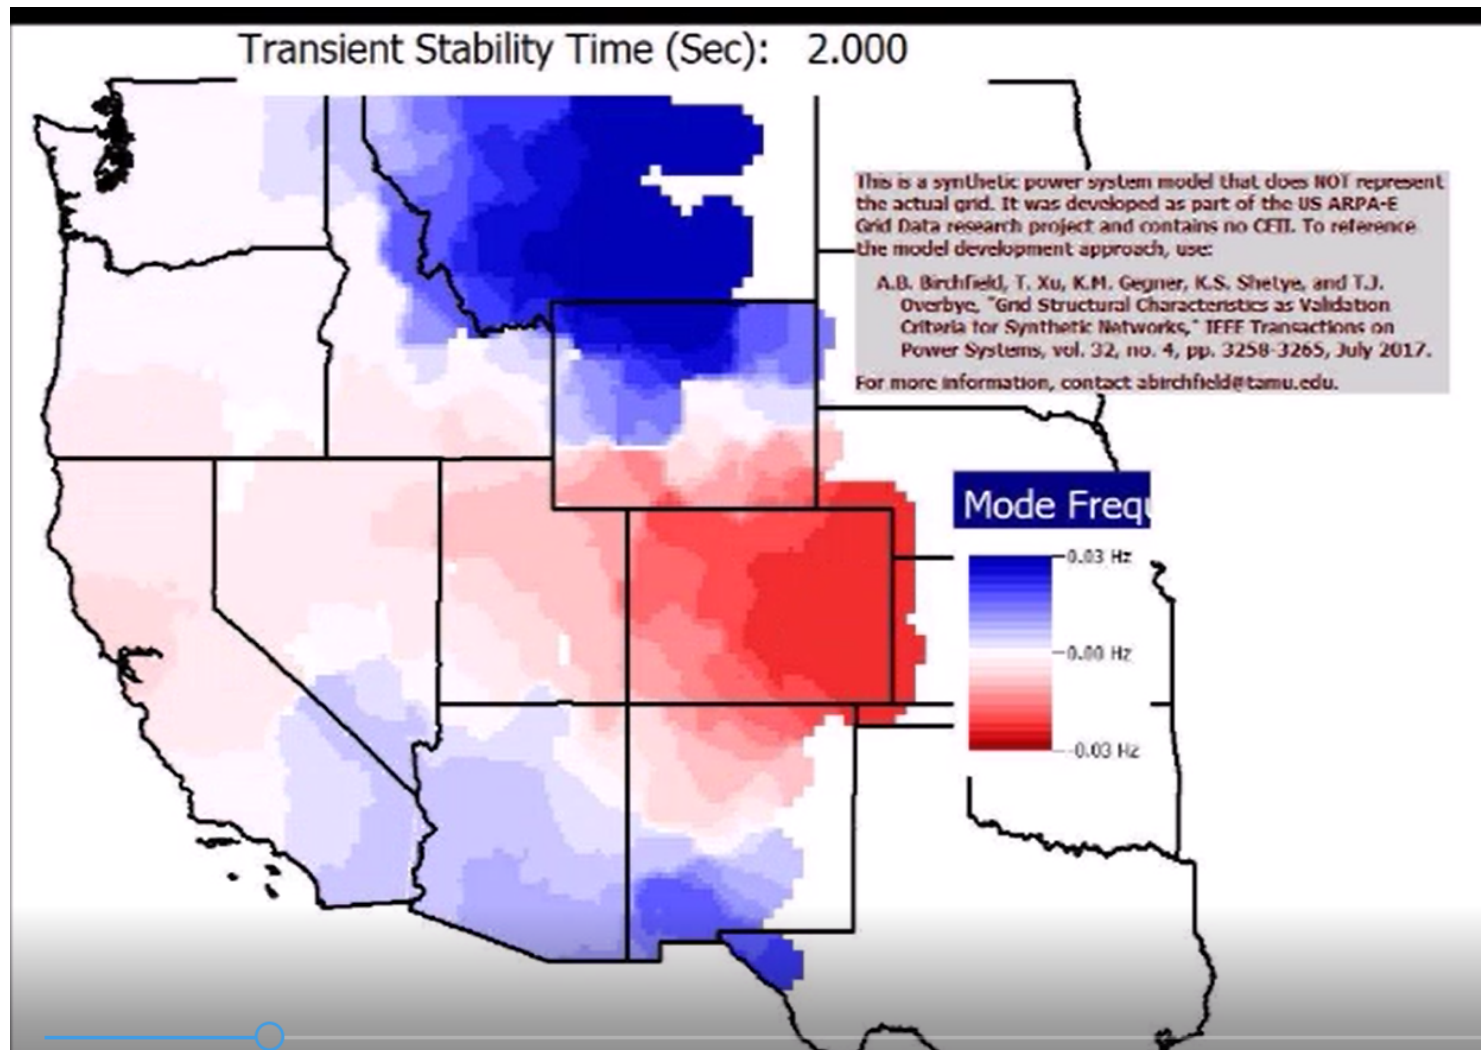 Transient Stability Time (Sec): 2.000
This is a synthetic power system model that does NOT represent
the actual grid. It was developed as part of the US ARPA-E
Grid Data research project and contains no CEII. To reference
the model development approach, use:
A.B. Birchfield, T. Xu, K.M. Gegner, K.S. Shetye, and T.J.
Overbye, "Grid Structural Characteristics as Validation
Criteria for Synthetic Networks," IEEE Transactions on
Power Systems, vol. 32, no. 4, pp. 3258-3265, July 2017.
For more information, contact abirchfield@tamu.edu.
Mode Frequ
0.03 Hz
0.00 Hz
-0.03 Hz